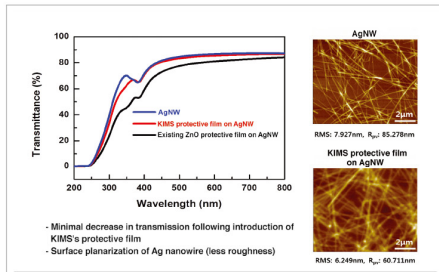 100
80
60
40
20
0
200 300 400 500 600 700 800
Transmittance (%)
Wavelength (nm)
AgNW
KIMS protective film on AgNW
Existing ZnO protective film on AgNW
- Minimal decrease in transmission following introduction of
KIMS's protective film
- Surface planarization of Ag nanowire (less roughness)
AgNW
2μm
RMS: 7.927nm, Rpv: 85.278nm
KIMS protective film
on AgNW
2μm
RMS: 6.249nm, Rpv: 60.711nm